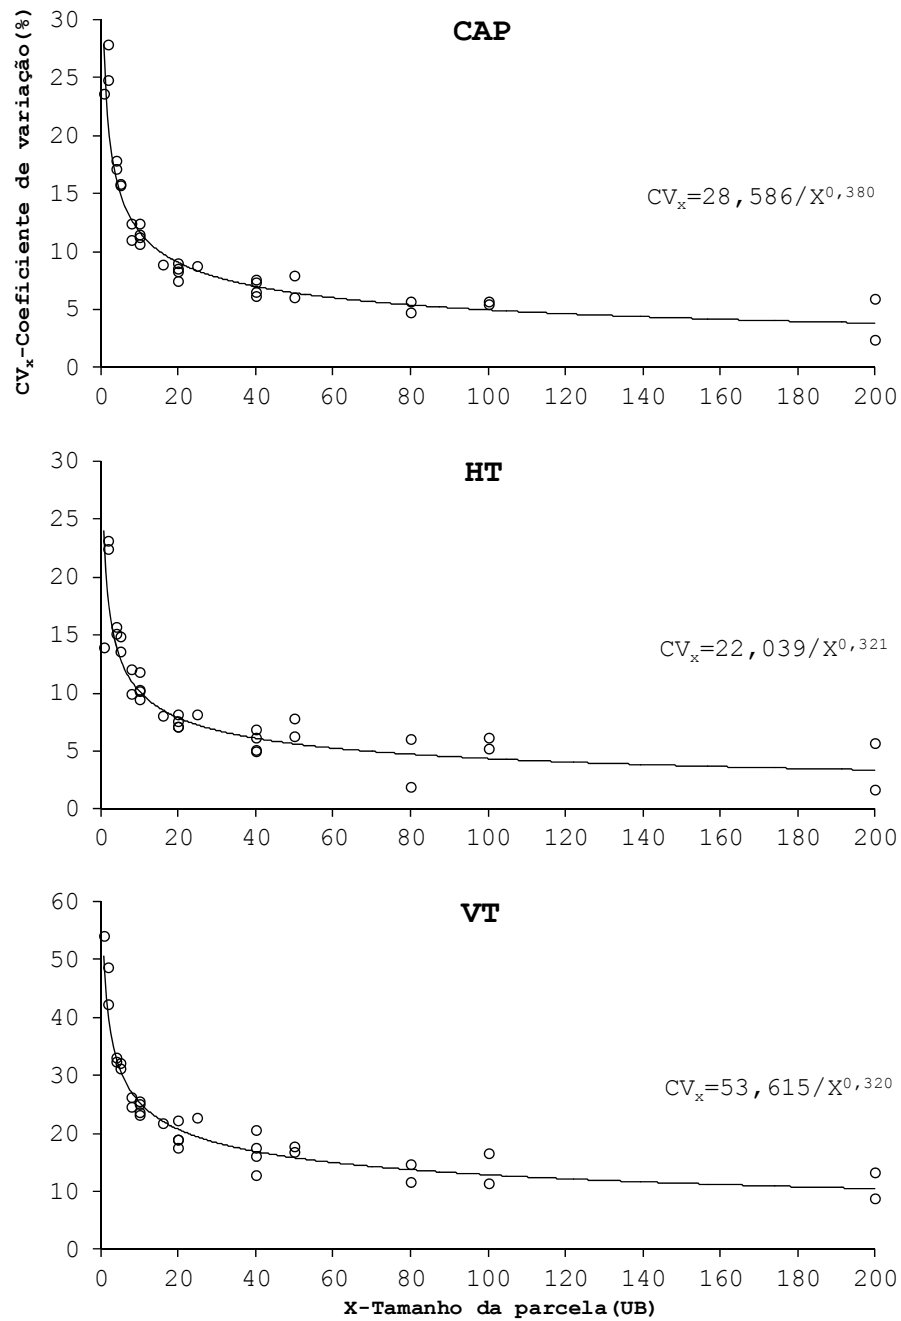 CVx-Coeficiente de variação(%)
CAP
30
25
20
15
10
5
0
CVx=28,586/X^0,380
0 20 40 60 80 100 120 140 160 180 200
HT
30
25
20
15
10
5
0
CVx=22,039/X^0,321
0 20 40 60 80 100 120 140 160 180 200
VT
60
50
40
30
20
10
0
CVx=53,615/X^0,320
0 20 40 60 80 100 120 140 160 180 200
X-Tamanho da parcela(UB)